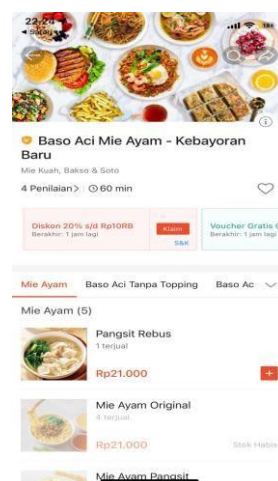 22.24
Baso Aci Mie Ayam - Kebayoran
Baru
Mie Kuah, Bakso & Soto
4 Penilaian > 60 min
Diskon 20% s/d Rp10RB
Berakhir: 1 jam lagi
Klaim
S&K
Voucher Gratis
Berakhir: 1 jam lagi
Mie Ayam Baso Aci Tanpa Topping Baso Ac
Mie Ayam (5)
Pangsit Rebus
1 terjual
Rp21.000
Mie Ayam Original
4 terjual
Rp21.000
Stok Habis
Mie Ayam Pangsit